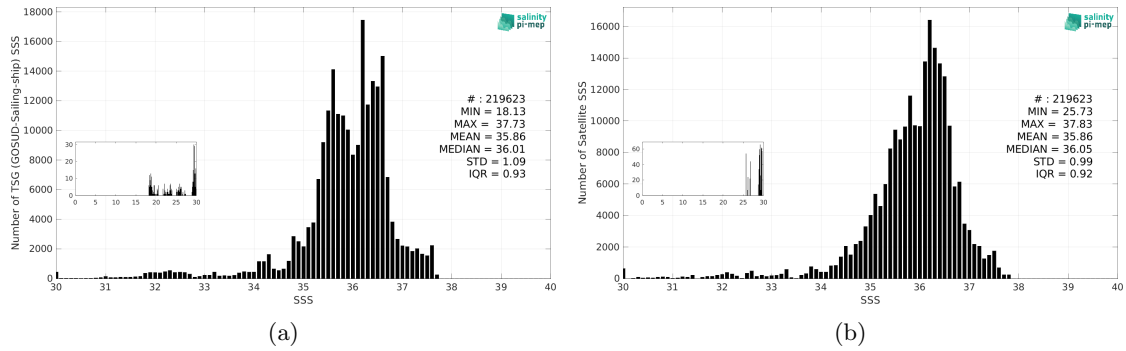 salinity
pi-mep
Number of TSG (GOSUD-Sailing-ship) SSS
18000
16000
14000
12000
10000
8000
6000
4000
2000
0
# : 219623
MIN = 18.13
MAX = 37.73
MEAN = 35.86
MEDIAN = 36.01
STD = 1.09
IQR = 0.93
30
20
10
0
0 5 10 15 20 25 30
30 31 32 33 34 35 36 37 38 39 40
SSS
(a)
salinity
pi-mep
Number of Satellite SSS
16000
14000
12000
10000
8000
6000
4000
2000
0
# : 219623
MIN = 25.73
MAX = 37.83
MEAN = 35.86
MEDIAN = 36.05
STD = 0.99
IQR = 0.92
60
40
20
0
0 5 10 15 20 25 30
30 31 32 33 34 35 36 37 38 39 40
SSS
(b)